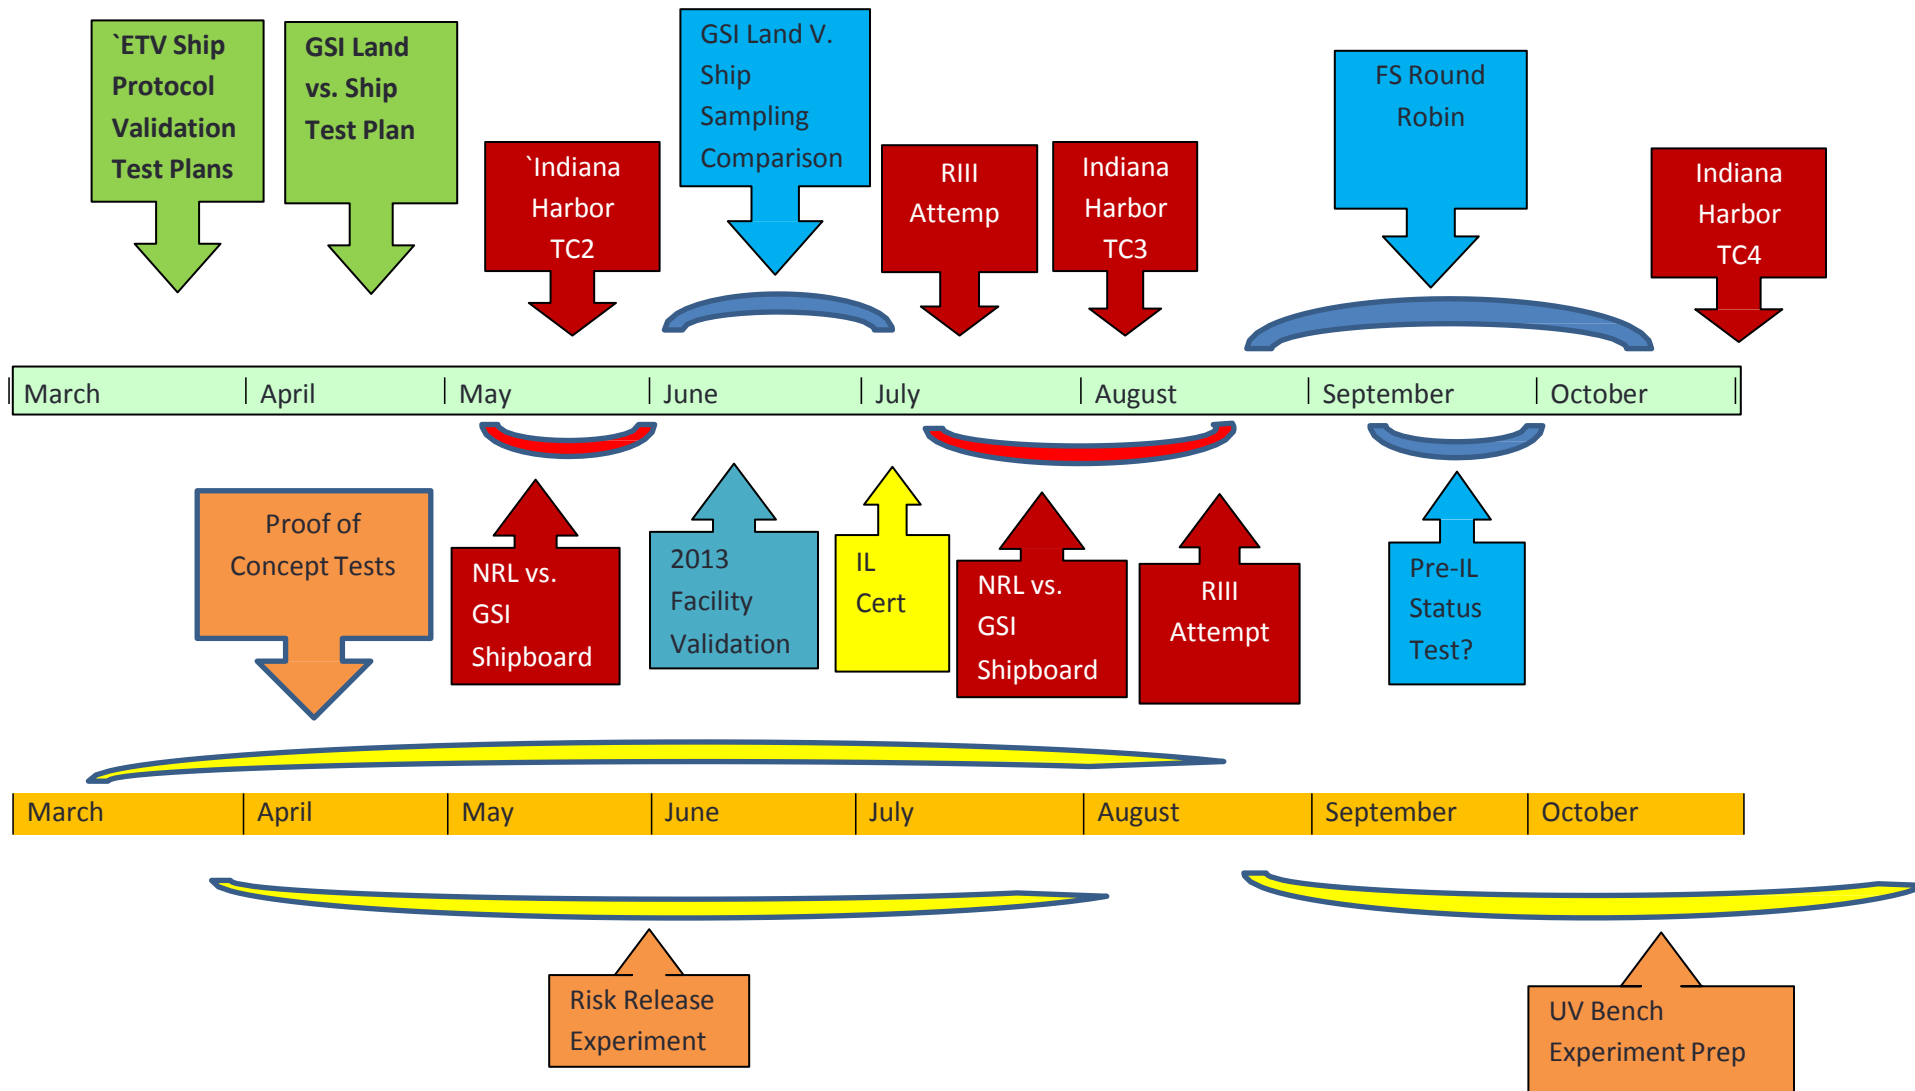 `ETV Ship
Protocol
Validation
Test Plans
GSI Land
vs. Ship
Test Plan
`Indiana
Harbor
TC2
GSI Land V.
Ship
Sampling
Comparison
RIII
Attemp
Indiana
Harbor
TC3
FS Round
Robin
Indiana
Harbor
TC4
March April May June July August September October
Proof of
Concept Tests
NRL vs.
GSI
Shipboard
2013
Facility
Validation
IL
Cert
NRL vs.
GSI
Shipboard
RIII
Attempt
Pre-IL
Status
Test?
March April May June July August September October
Risk Release
Experiment
UV Bench
Experiment Prep